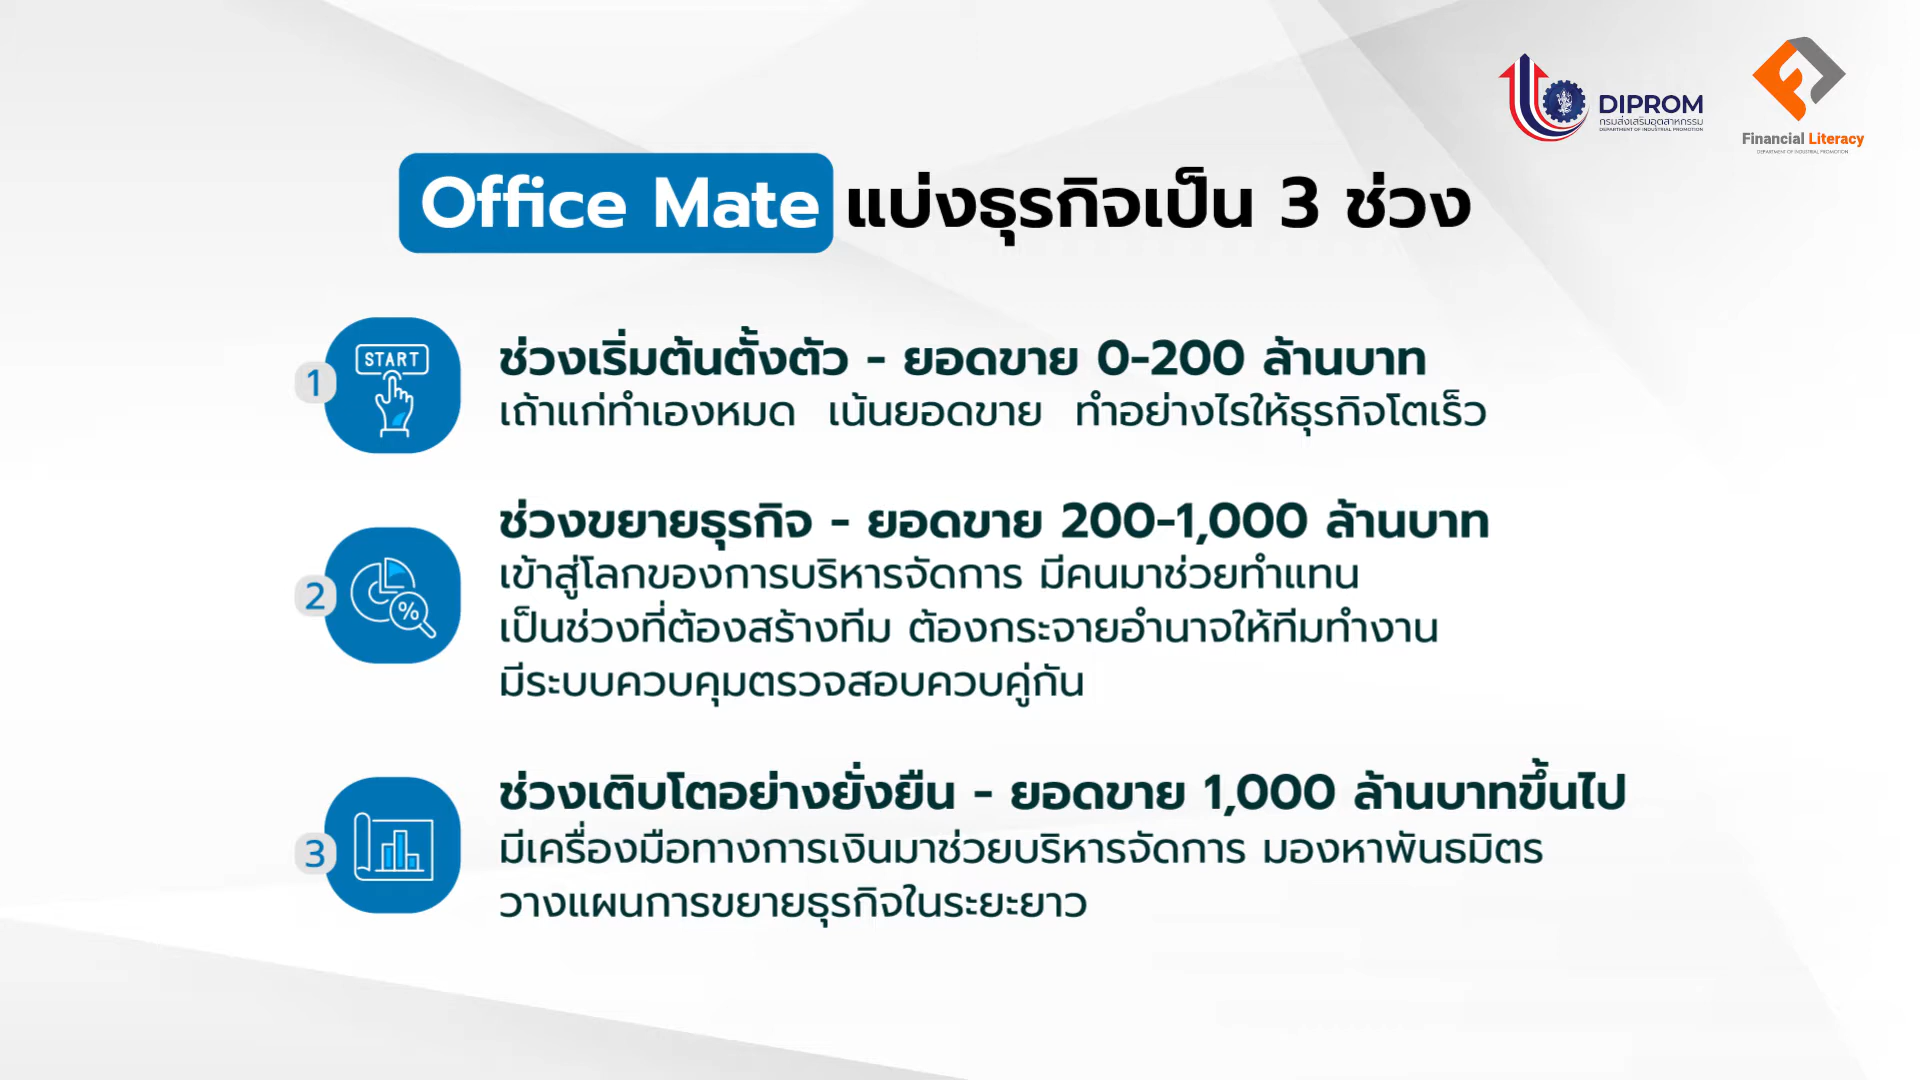 DIPROM
กรมส่งเสริมอุตสาหกรรม
DEPARTMENT OF INDUSTRIAL PROMOTION
Financial Literacy
DEPARTMENT OF INDUSTRIAL PROMOTION
Office Mate แบ่งธุรกิจเป็น 3 ช่วง
START
1
ช่วงเริ่มต้นตั้งตัว - ยอดขาย 0-200 ล้านบาท
เถ้าแก่ทำเองหมด เน้นยอดขาย ทำอย่างไรให้ธุรกิจโตเร็ว
ช่วงขยายธุรกิจ - ยอดขาย 200-1,000 ล้านบาท
เข้าสู่โลกของการบริหารจัดการ มีคนมาช่วยทำแทน
2
%
เป็นช่วงที่ต้องสร้างทีม ต้องกระจายอำนาจให้ทีมทำงาน
มีระบบควบคุมตรวจสอบควบคู่กัน
ช่วงเติบโตอย่างยั่งยืน - ยอดขาย 1,000 ล้านบาทขึ้นไป
3
มีเครื่องมือทางการเงินมาช่วยบริหารจัดการ มองหาพันธมิตร
วางแผนการขยายธุรกิจในระยะยาว